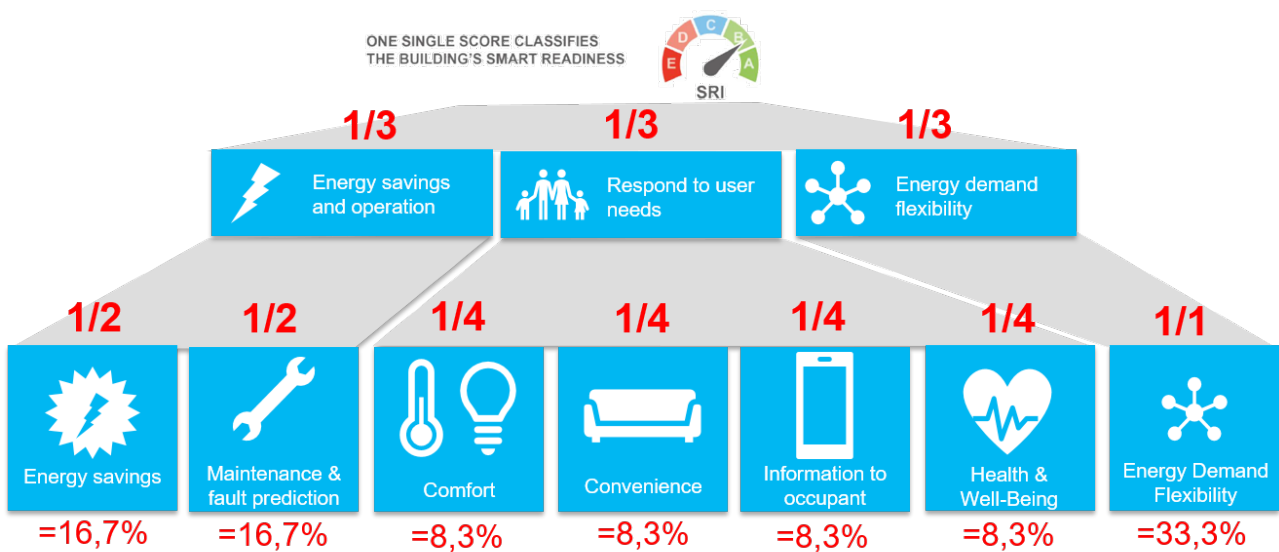 ONE SINGLE SCORE CLASSIFIES
THE BUILDING'S SMART READINESS
E
D
C
B
A
SRI
1/3
1/3
1/3
Energy savings
and operation
Respond to user
needs
Energy demand
flexibility
1/2
1/2
1/4
1/4
1/4
1/4
1/1
Energy savings
Maintenance &
fault prediction
Comfort
Convenience
Information to
occupant
Health &
Well-Being
Energy Demand
Flexibility
=16,7%
=16,7%
=8,3%
=8,3%
=8,3%
=8,3%
=33,3%